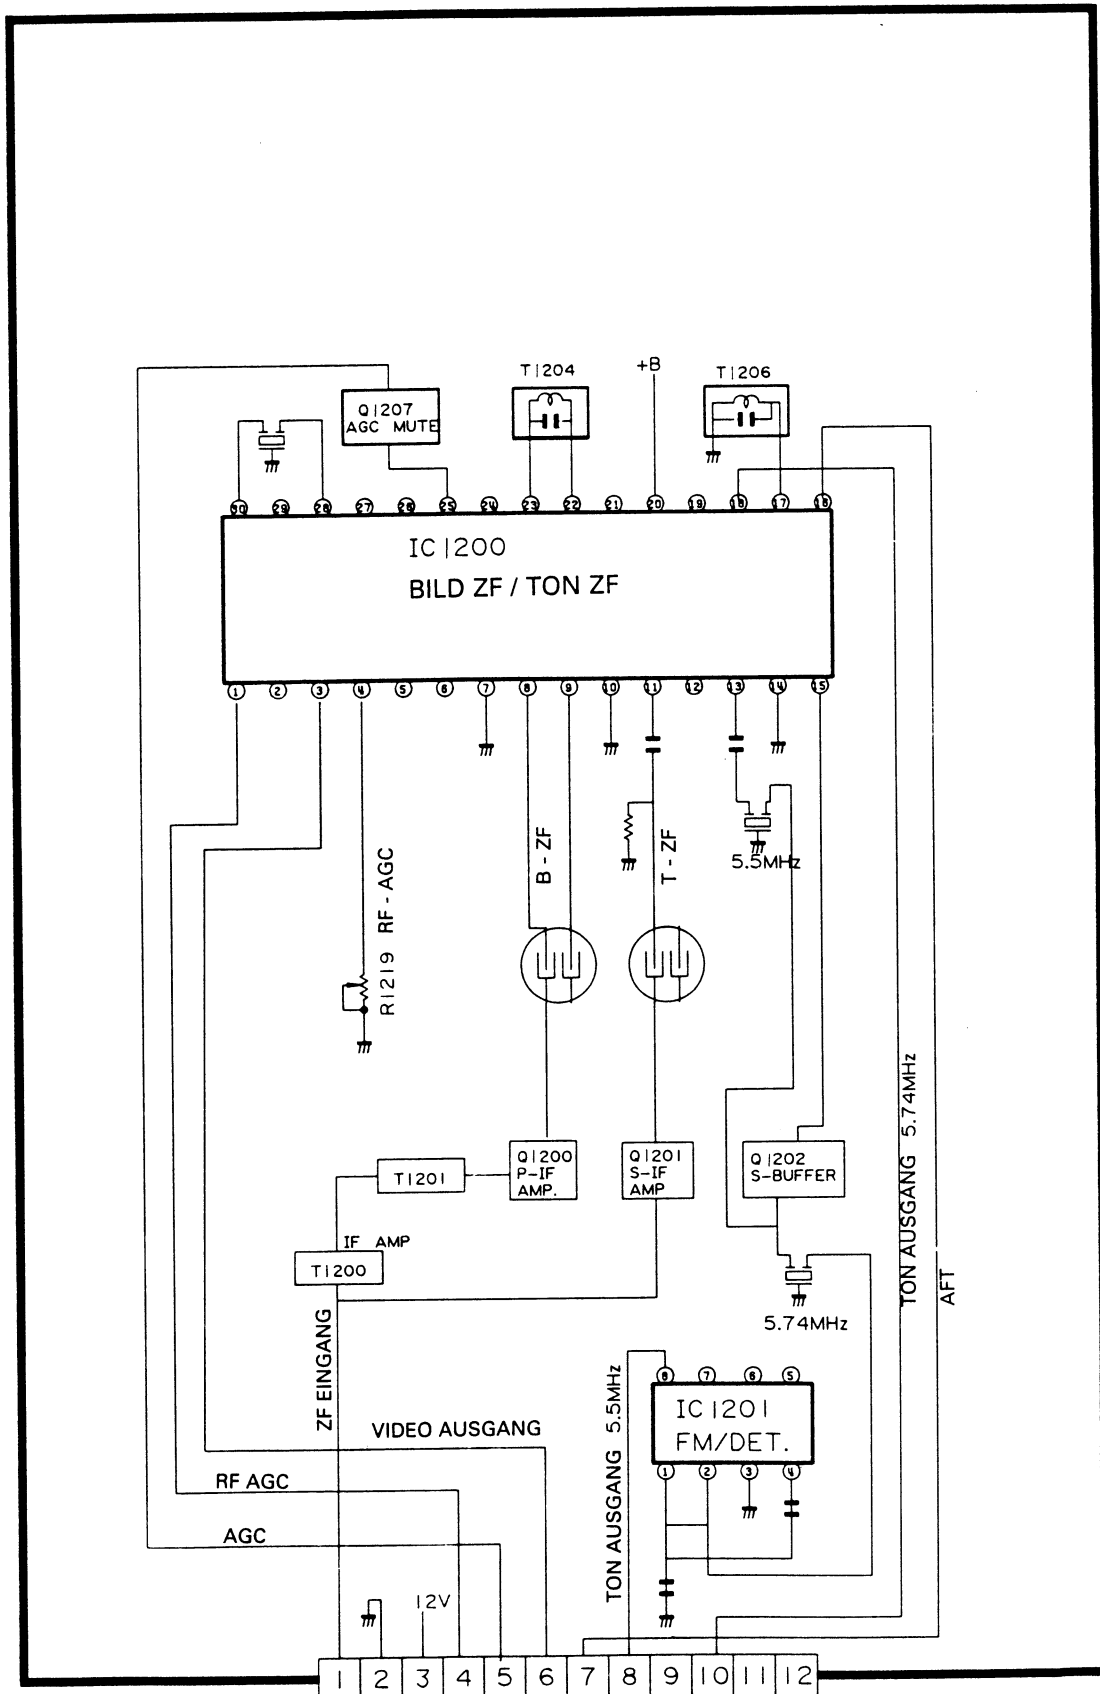 T1204
+B
T1206
Q1207
AGC MUTE
30 29 28 27 26 25 24 23 22 21 20 19 18 17 16
IC1200
BILD ZF / TON ZF
1 2 3 4 5 6 7 8 9 10 11 12 13 14 15
B - ZF
T - ZF
5.5MHz
R1219 RF - AGC
TON AUSGANG 5.74MHz
AFT
Q1200
P-IF
AMP.
Q1201
S-IF
AMP
Q1202
S-BUFFER
T1201
IF AMP
T1200
5.74MHz
ZF EINGANG
TON AUSGANG 5.5MHz
8 7 6 5
IC1201
FM/DET.
1 2 3 4
VIDEO AUSGANG
RF AGC
AGC
12V
1 2 3 4 5 6 7 8 9 10 11 12